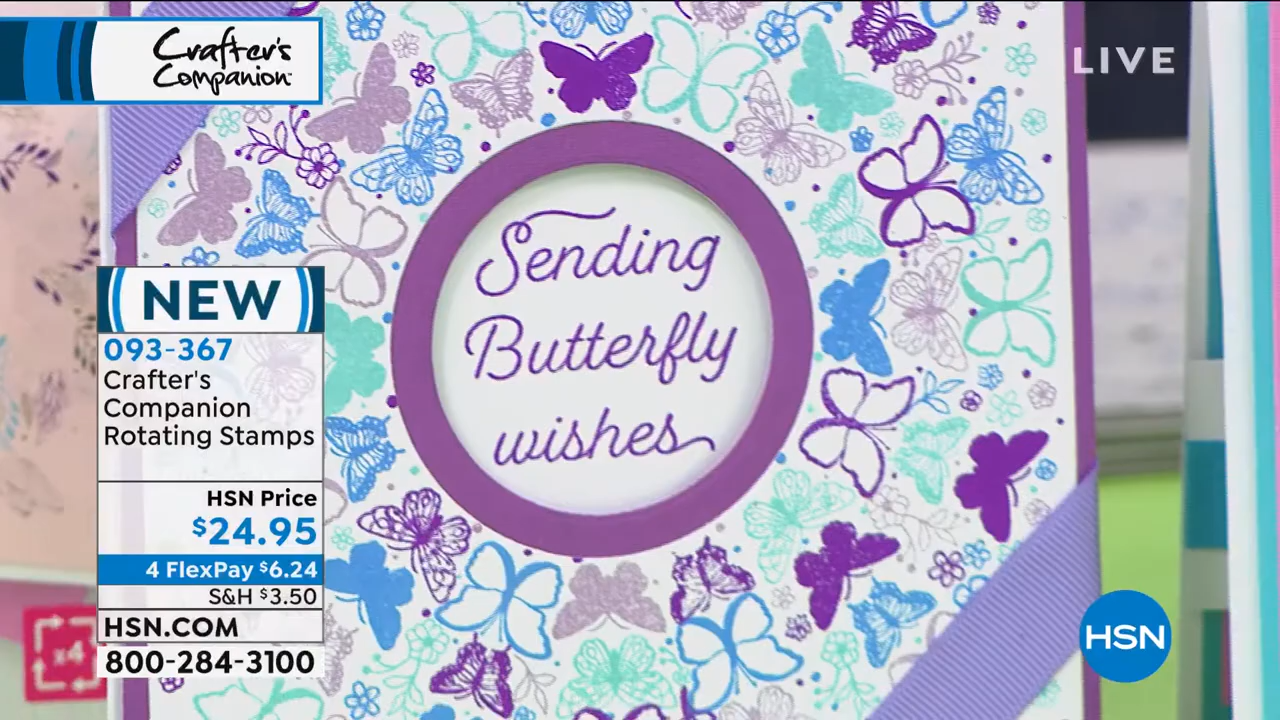 Crafter's
Companion
LIVE
Sending
Butterfly
wishes
NEW
093-367
Crafter's
Companion
Rotating Stamps
HSN Price
$24.95
4 FlexPay $6.24
S&H $3.50
HSN.COM
800-284-3100
x4
HSN